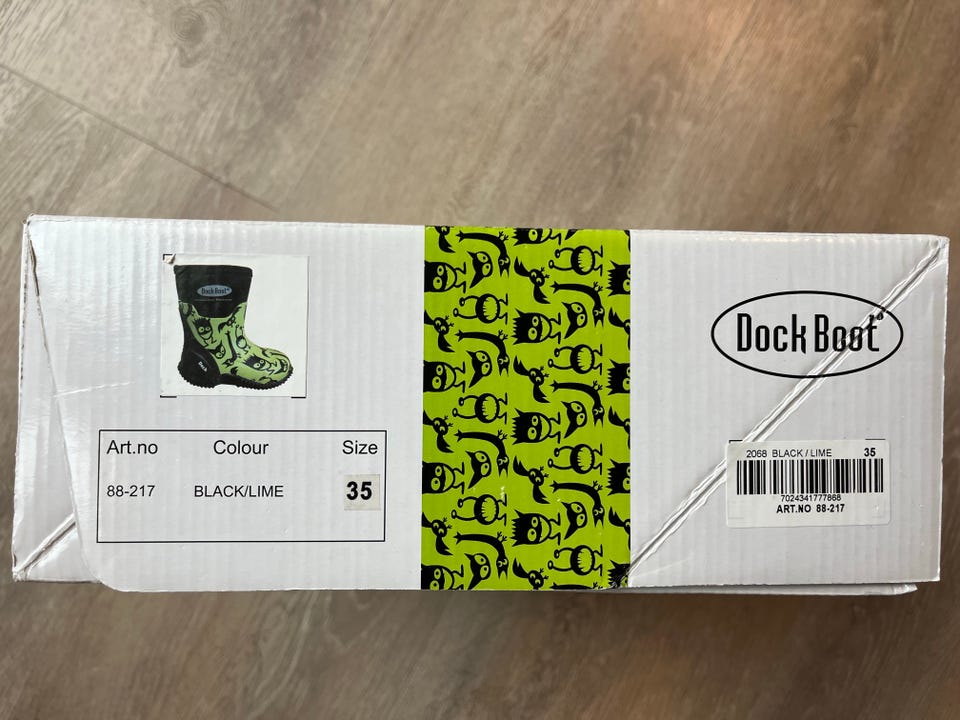 Dock Boot®
Dock
Art.no Colour Size
88-217 BLACK/LIME 35
Dock Boot®
2068 BLACK / LIME 35
7024341777868
ART.NO 88-217